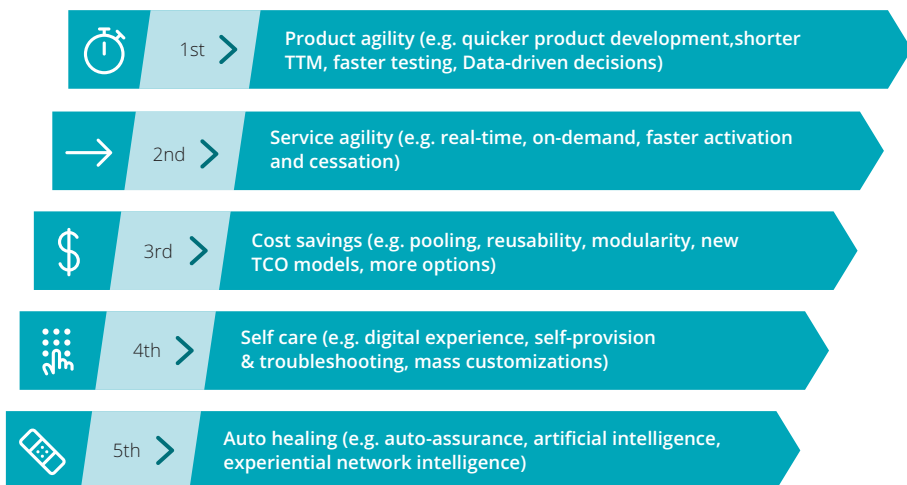 1st
Product agility (e.g. quicker product development,shorter
TTM, faster testing, Data-driven decisions)
2nd
Service agility (e.g. real-time, on-demand, faster activation
and cessation)
3rd
Cost savings (e.g. pooling, reusability, modularity, new
TCO models, more options)
4th
Self care (e.g. digital experience, self-provision
& troubleshooting, mass customizations)
5th
Auto healing (e.g. auto-assurance, artificial intelligence,
experiential network intelligence)